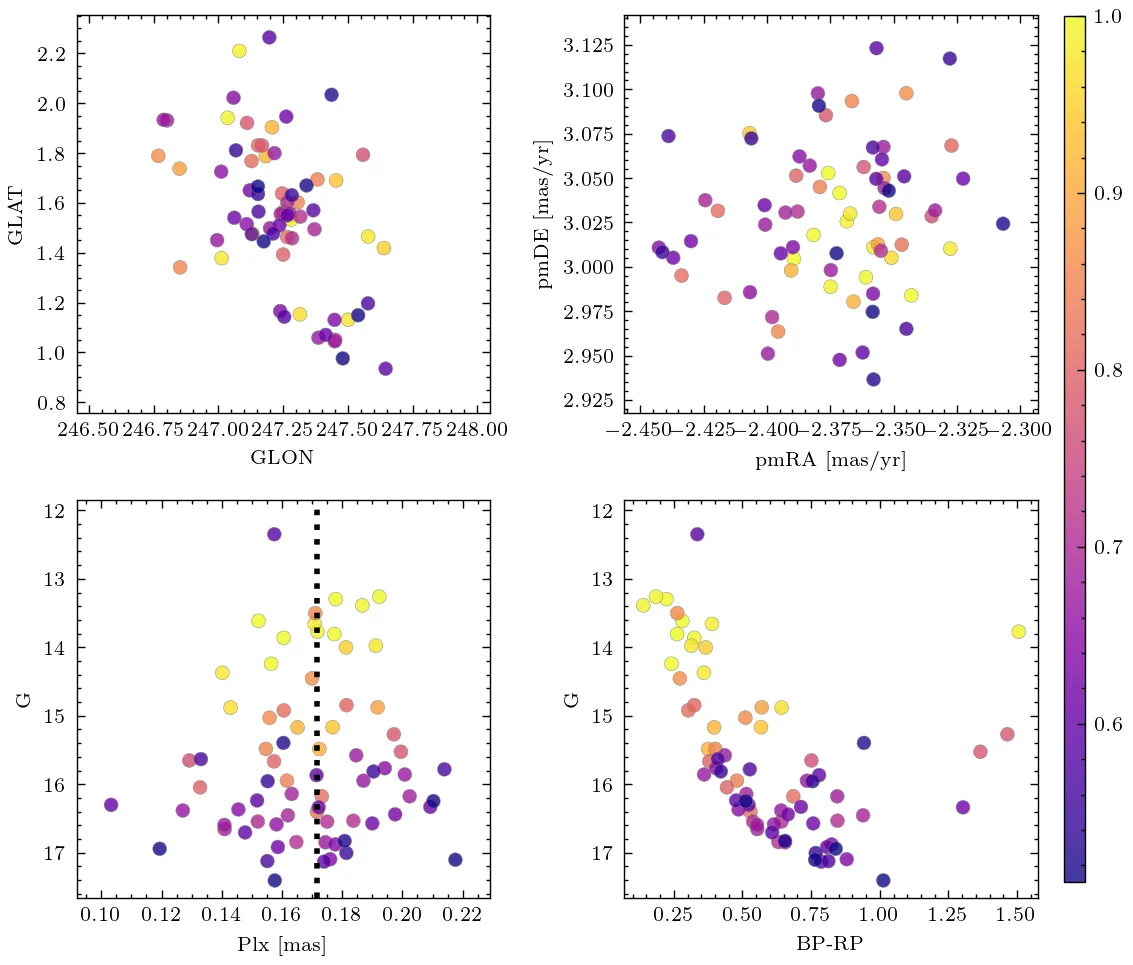 2.2
2.0
1.8
1.6
1.4
1.2
1.0
0.8
GLAT
246.50 246.75 247.00 247.25 247.50 247.75 248.00
GLON
3.125
3.100
3.075
3.050
3.025
3.000
2.975
2.950
2.925
pmDE [mas/yr]
−2.450 −2.425 −2.400 −2.375 −2.350 −2.325 −2.300
pmRA [mas/yr]
1.0
0.9
0.8
0.7
0.6
12
13
14
15
16
17
G
0.10 0.12 0.14 0.16 0.18 0.20 0.22
Plx [mas]
12
13
14
15
16
17
G
0.25 0.50 0.75 1.00 1.25 1.50
BP-RP